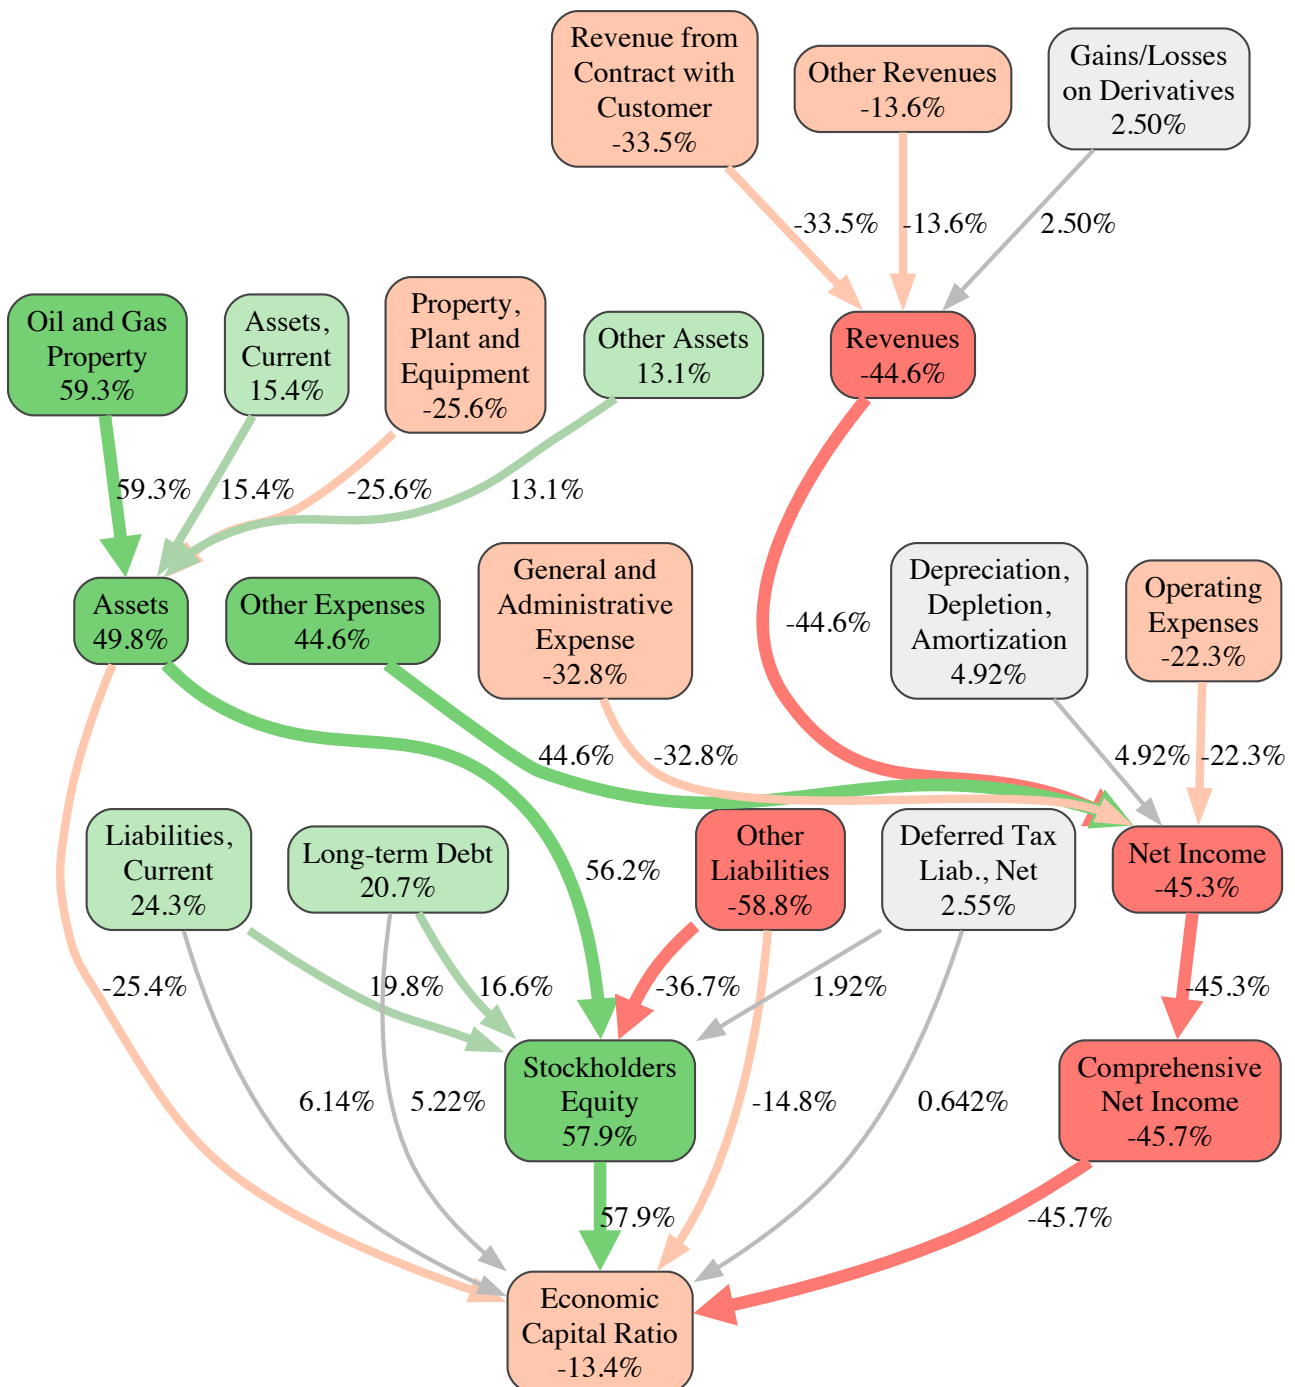 Revenue from
Contract with
Customer
-33.5%
Other Revenues
-13.6%
Gains/Losses
on Derivatives
2.50%
-33.5%
-13.6%
2.50%
Oil and Gas
Property
59.3%
Assets,
Current
15.4%
Property,
Plant and
Equipment
-25.6%
Other Assets
13.1%
Revenues
-44.6%
59.3%
15.4%
-25.6%
13.1%
Assets
49.8%
Other Expenses
44.6%
General and
Administrative
Expense
-32.8%
-44.6%
Depreciation,
Depletion,
Amortization
4.92%
Operating
Expenses
-22.3%
44.6%
-32.8%
4.92%
-22.3%
Liabilities,
Current
24.3%
Long-term Debt
20.7%
56.2%
Other
Liabilities
-58.8%
Deferred Tax
Liab., Net
2.55%
Net Income
-45.3%
-25.4%
19.8%
16.6%
-36.7%
1.92%
-45.3%
6.14%
5.22%
Stockholders
Equity
57.9%
-14.8%
0.642%
Comprehensive
Net Income
-45.7%
57.9%
-45.7%
Economic
Capital Ratio
-13.4%